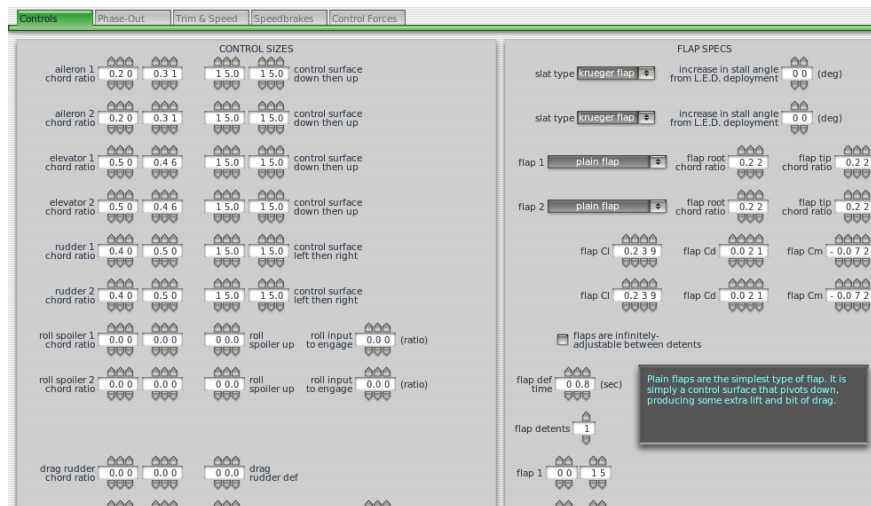 Controls Phase-Out Trim & Speed Speedbrakes Control Forces
CONTROL SIZES
aileron 1 chord ratio 0.2 0 0.3 1 1 5.0 1 5.0 control surface down then up
aileron 2 chord ratio 0.2 0 0.3 1 1 5.0 1 5.0 control surface down then up
elevator 1 chord ratio 0.5 0 0.4 6 1 5.0 1 5.0 control surface down then up
elevator 2 chord ratio 0.5 0 0.4 6 1 5.0 1 5.0 control surface down then up
rudder 1 chord ratio 0.4 0 0.5 0 1 5.0 1 5.0 control surface left then right
rudder 2 chord ratio 0.4 0 0.5 0 1 5.0 1 5.0 control surface left then right
roll spoiler 1 chord ratio 0.0 0 0.0 0 0 0.0 roll spoiler up roll input to engage 0.0 0 (ratio)
roll spoiler 2 chord ratio 0.0 0 0.0 0 0 0.0 roll spoiler up roll input to engage 0.0 0 (ratio)
drag rudder chord ratio 0.0 0 0.0 0 0 0.0 drag rudder def
FLAP SPECS
slat type krueger flap increase in stall angle from L.E.D. deployment 0 0 (deg)
slat type krueger flap increase in stall angle from L.E.D. deployment 0 0 (deg)
flap 1 plain flap flap root chord ratio 0.2 2 flap tip chord ratio 0.2 2
flap 2 plain flap flap root chord ratio 0.2 2 flap tip chord ratio 0.2 2
flap Cl 0.2 3 9 flap Cd 0.0 2 1 flap Cm - 0.0 7 2
flap Cl 0.2 3 9 flap Cd 0.0 2 1 flap Cm - 0.0 7 2
flaps are infinitely-
adjustable between detents
flap def time 0 0.8 (sec)
Plain flaps are the simplest type of flap. It is
simply a control surface that pivots down,
producing some extra lift and bit of drag.
flap detents 1
flap 1 0 0 1 5